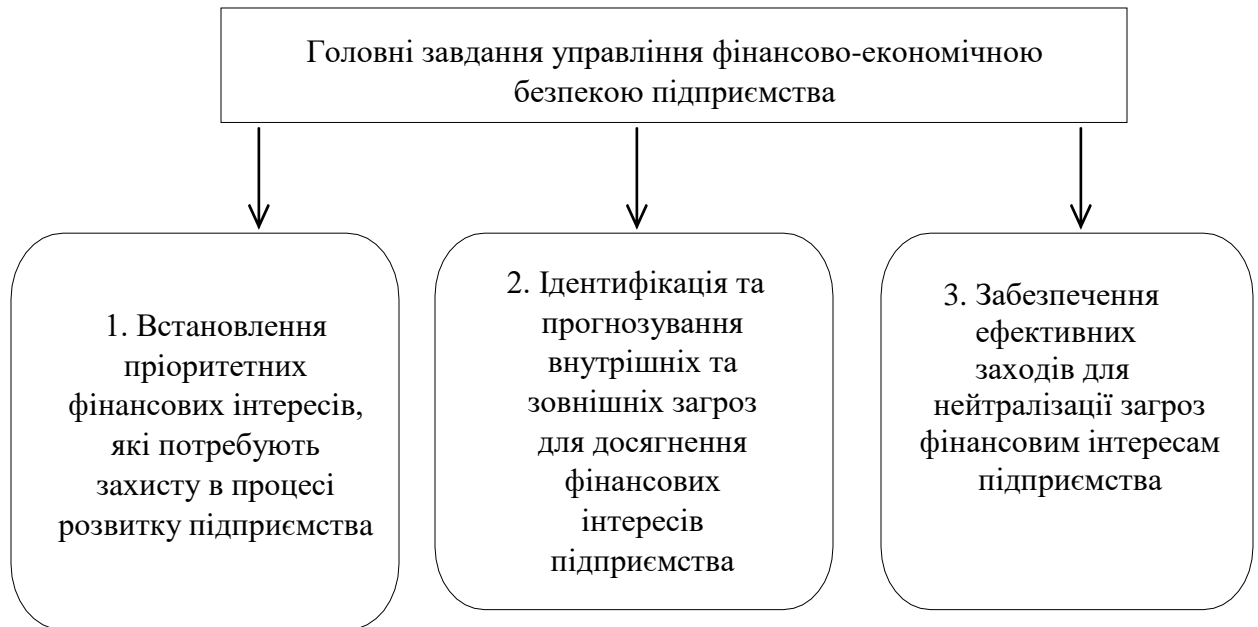 Головні завдання управління фінансово-економічною
безпекою підприємства
1. Встановлення
пріоритетних
фінансових інтересів,
які потребують
захисту в процесі
розвитку підприємства
2. Ідентифікація та
прогнозування
внутрішніх та
зовнішніх загроз
для досягнення
фінансових
інтересів
підприємства
3. Забезпечення
ефективних
заходів для
нейтралізації загроз
фінансовим інтересам
підприємства